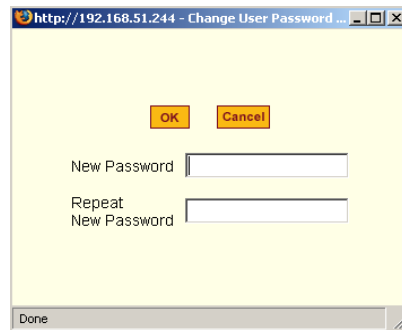 http://192.168.51.244 - Change User Password ...
OK Cancel
New Password
Repeat
New Password
Done